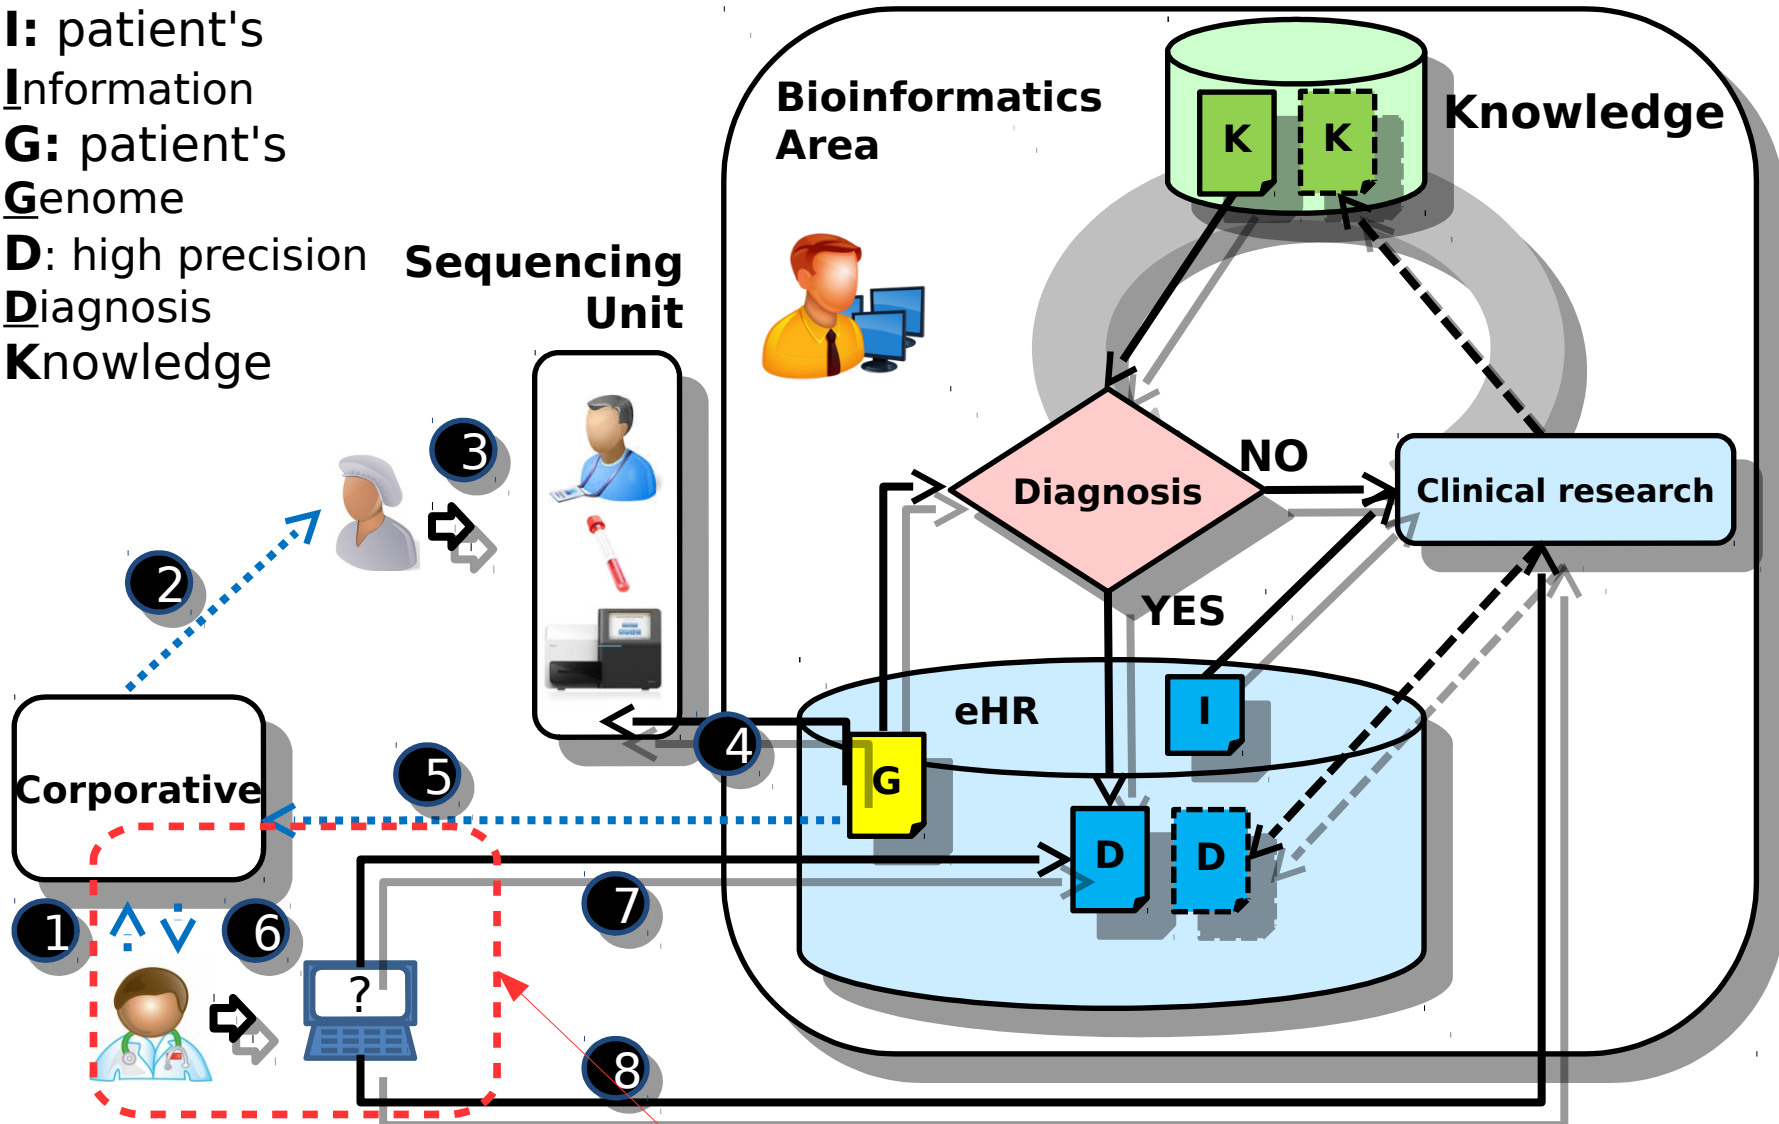 I: patient's
Information
G: patient's
Genome
D: high precision
Diagnosis
Knowledge
Sequencing
Unit
Bioinformatics
Area
Knowledge
K
K
3
2
NO
Diagnosis
Clinical research
YES
eHR
I
4
5
G
Corporative
D
D
7
1
6
?
8